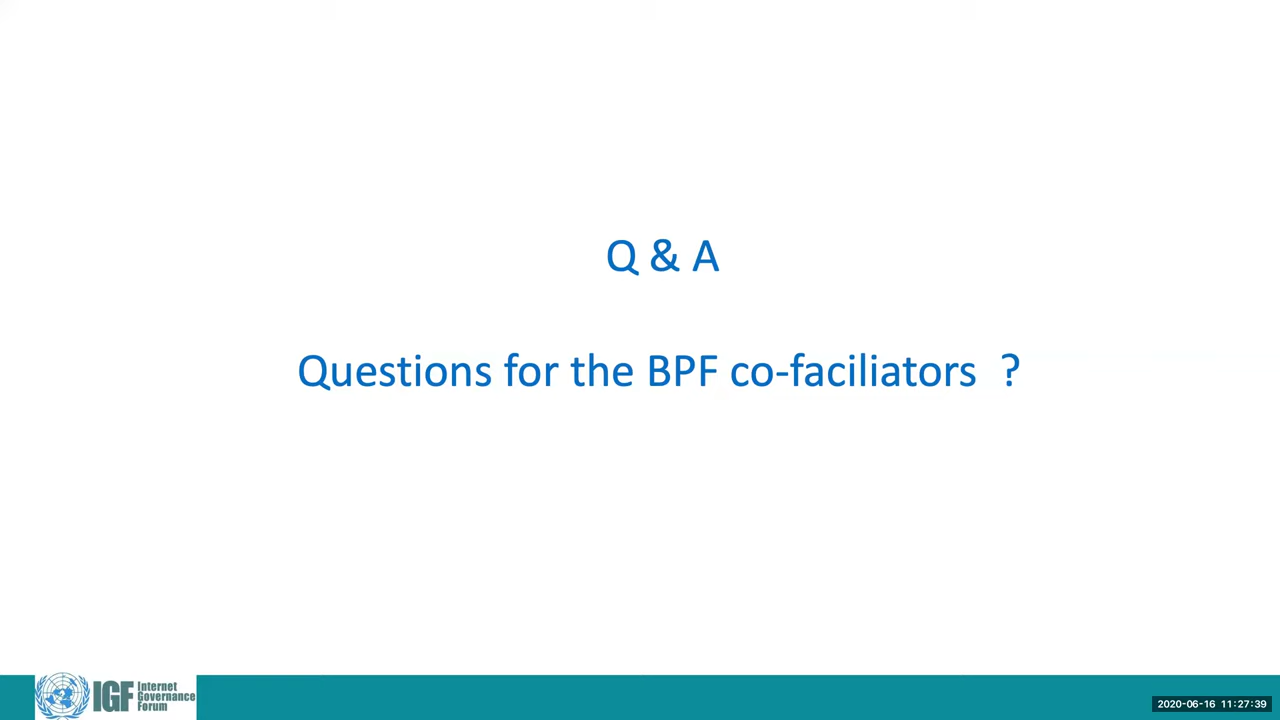 Q & A
Questions for the BPF co-faciliators ?
IGF Internet
Governance
Forum
2020-06-16 11:27:39